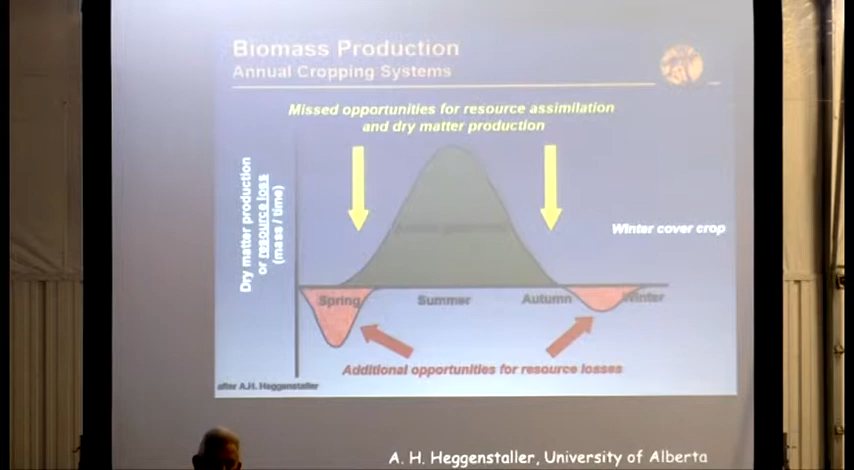 Biomass Production
Annual Cropping Systems
Missed opportunities for resource assimilation
and dry matter production
Dry matter production
or resource loss
(mass / time)
Winter cover crop
Spring
Summer
Autumn
Winter
Additional opportunities for resource losses
after A.H. Heggenstaller
A. H. Heggenstaller, University of Alberta